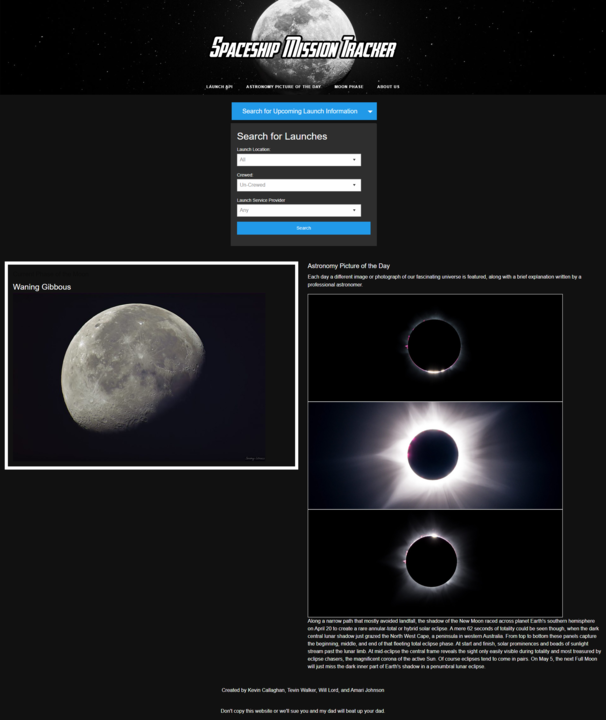 SPACESHIP MISSION TRACKER
LAUNCH API ASTRONOMY PICTURE OF THE DAY MOON PHASE ABOUT US
Search for Upcoming Launch Information
Search for Launches
Launch Location:
All
Crewed:
Un-Crewed
Launch Service Provider
Any
Search
Waning Gibbous
Astronomy Picture of the Day
Each day a different image or photograph of our fascinating universe is featured, along with a brief explanation written by a
professional astronomer.
Along a narrow path that mostly avoided landfall, the shadow of the New Moon raced across planet Earth's southern hemisphere
on April 20 to create a rare annular-total or hybrid solar eclipse. A mere 62 seconds of totality could be seen though, when the dark
central lunar shadow just grazed the North West Cape, a peninsula in western Australia. From top to bottom these panels capture
the beginning, middle, and end of that fleeting total eclipse phase. At start and finish, solar prominences and beads of sunlight
stream past the lunar limb. At mid-eclipse the central frame reveals the sight only easily visible during totality and most treasured by
eclipse chasers, the magnificent corona of the active Sun. Of course eclipses tend to come in pairs. On May 5, the next Full Moon
will just miss the dark inner part of Earth's shadow in a penumbral lunar eclipse.
Created by Kevin Callaghan, Tevin Walker, Will Lord, and Amari Johnson
Don't copy this website or we'll sue you and my dad will beat up your dad.